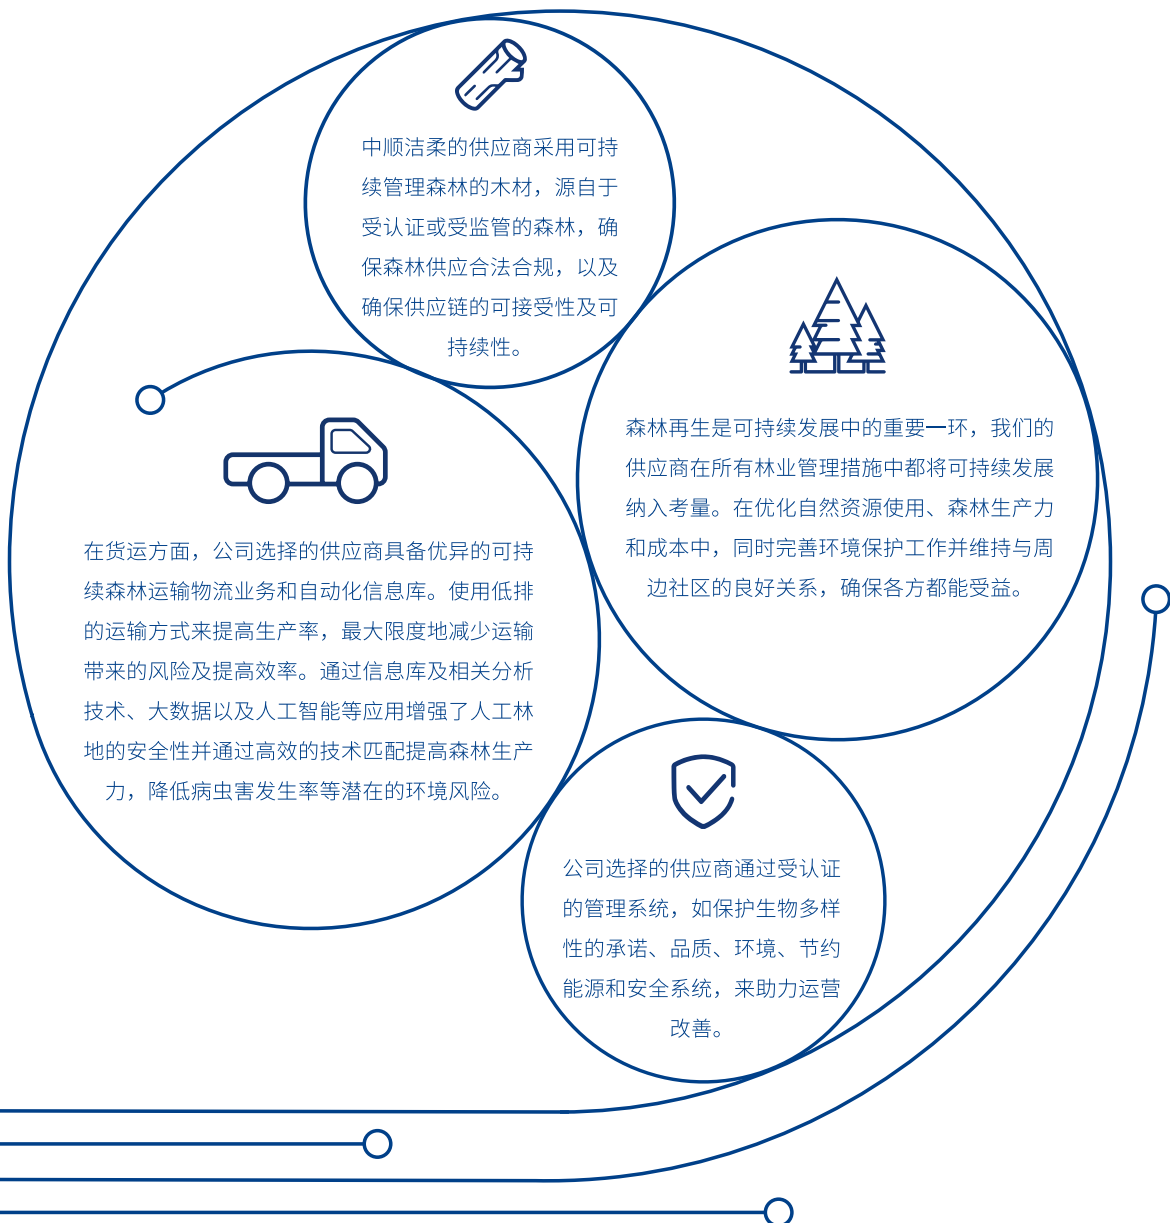 中顺洁柔的供应商采用可持
续管理森林的木材，源自于
受认证或受监管的森林，确
保森林供应合法合规，以及
确保供应链的可接受性及可
持续性。
森林再生是可持续发展中的重要一环，我们的
供应商在所有林业管理措施中都将可持续发展
纳入考量。在优化自然资源使用、森林生产力
和成本中，同时完善环境保护工作并维持与周
边社区的良好关系，确保各方都能受益。
在货运方面，公司选择的供应商具备优异的可持
续森林运输物流业务和自动化信息库。使用低排
的运输方式来提高生产率，最大限度地减少运输
带来的风险及提高效率。通过信息库及相关分析
技术、大数据以及人工智能等应用增强了人工林
地的安全性并通过高效的技术匹配提高森林生产
力，降低病虫害发生率等潜在的环境风险。
公司选择的供应商通过受认证
的管理系统，如保护生物多样
性的承诺、品质、环境、节约
能源和安全系统，来助力运营
改善。